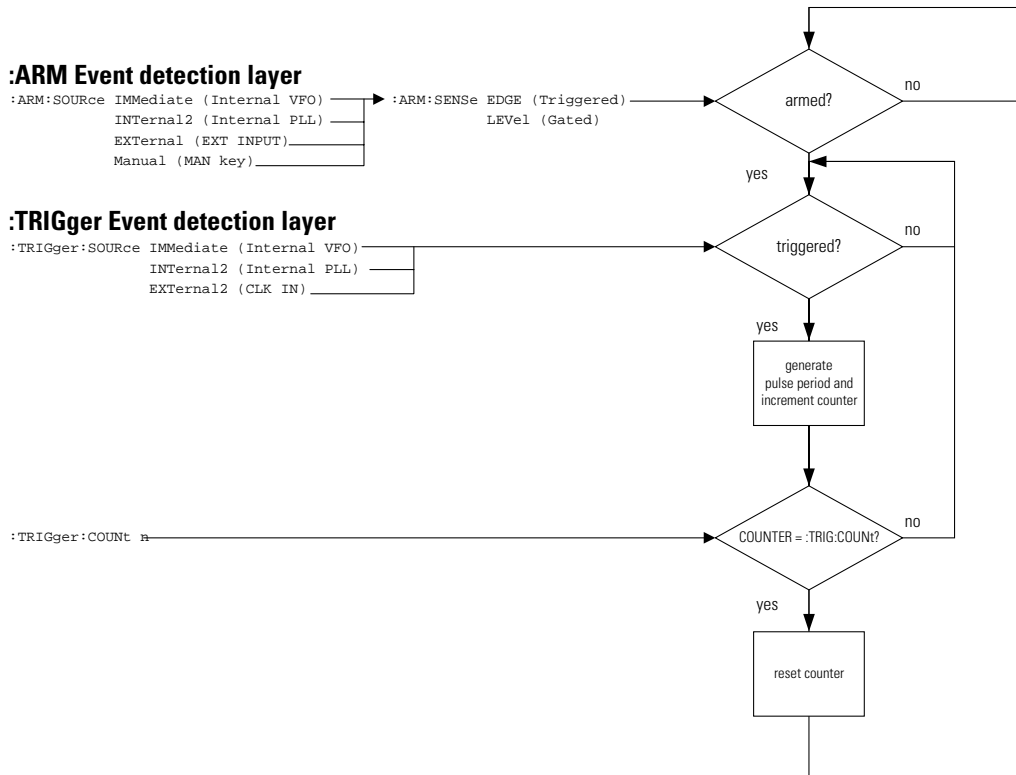 :ARM Event detection layer
:ARM:SOURce IMMediate (Internal VFO)
:ARM:SENSe EDGE (Triggered)
armed?
no
INTernal2 (Internal PLL)
LEVel (Gated)
EXTernal (EXT INPUT)
Manual (MAN key)
yes
:TRIGger Event detection layer
:TRIGger:SOURce IMMediate (Internal VFO)
triggered?
no
INTernal2 (Internal PLL)
EXTernal2 (CLK IN)
yes
generate
pulse period and
increment counter
:TRIGger:COUNt n
COUNTER = :TRIG:COUNt?
no
yes
reset counter